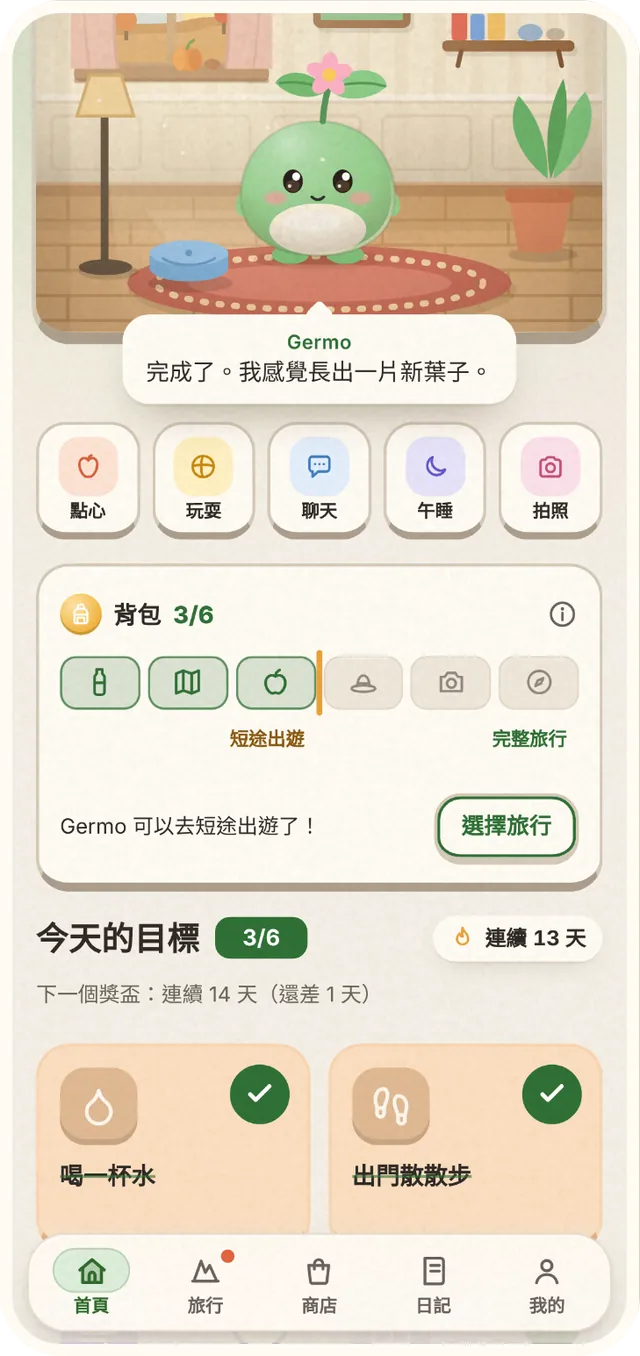 Germo
完成了。我感覺長出一片新葉子。
點心
玩耍
聊天
午睡
拍照
背包 3/6
短途出遊
完整旅行
Germo 可以去短途出遊了！
選擇旅行
今天的目標
3/6
連續 13 天
下一個獎盃：連續 14 天（還差 1 天）
喝一杯水
出門散散步
首頁
旅行
商店
日記
我的